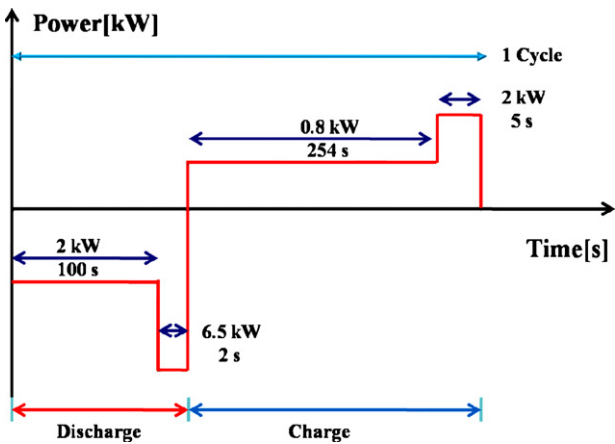 Power[kW]
1 Cycle
2 kW
5 s
0.8 kW
254 s
Time[s]
2 kW
100 s
6.5 kW
2 s
Discharge
Charge